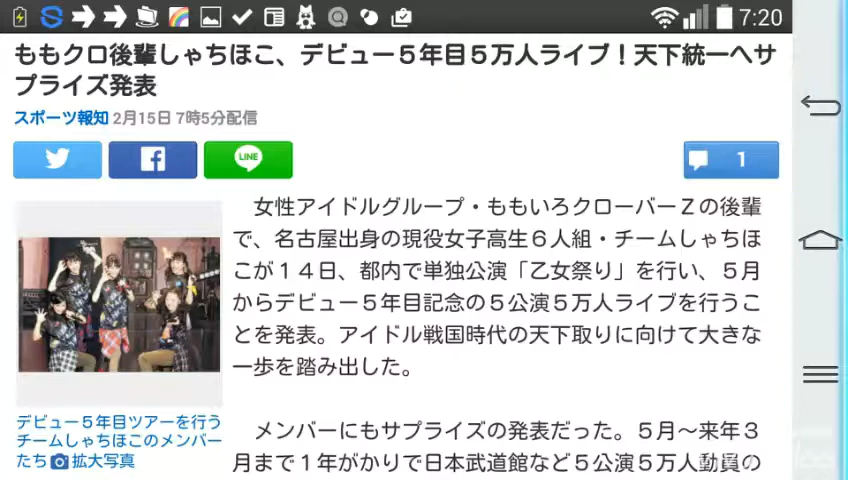 7:20
ももクロ後輩しゃちほこ、デビュー５年目５万人ライブ！天下統一へサ
プライズ発表
スポーツ報知 2月15日 7時5分配信
LINE
1
女性アイドルグループ・ももいろクローバーＺの後輩
で、名古屋出身の現役女子高生６人組・チームしゃちほ
こが１４日、都内で単独公演「乙女祭り」を行い、５月
からデビュー５年目記念の５公演５万人ライブを行うこ
とを発表。アイドル戦国時代の天下取りに向けて大きな
一歩を踏み出した。
デビュー５年目ツアーを行う
チームしゃちほこのメンバー
たち 拡大写真
メンバーにもサプライズの発表だった。５月～来年３
月まで１年がかりで日本武道館など５公演５万人動員の